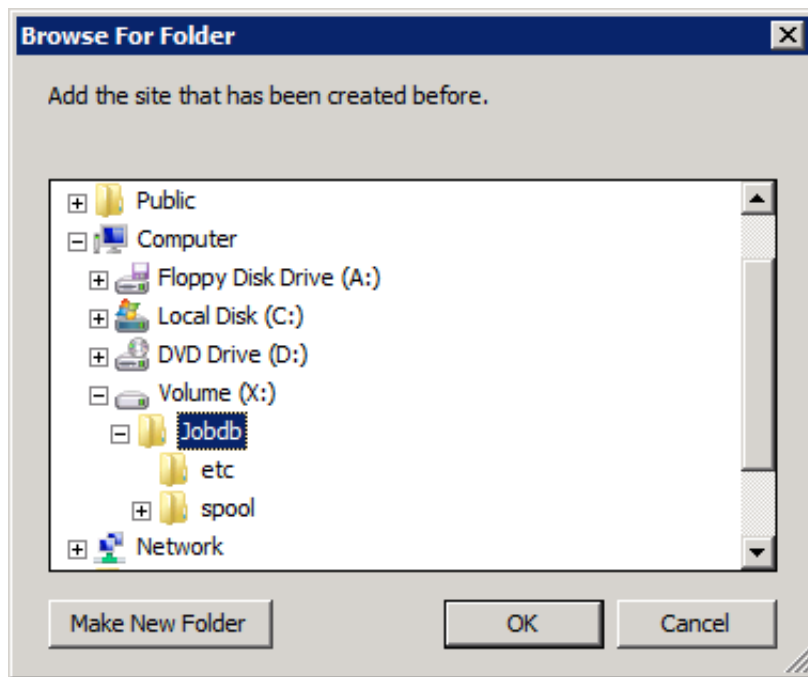 Browse For Folder
Add the site that has been created before.
Public
Computer
Floppy Disk Drive (A:)
Local Disk (C:)
DVD Drive (D:)
Volume (X:)
Jobdb
etc
spool
Network
Make New Folder
OK
Cancel